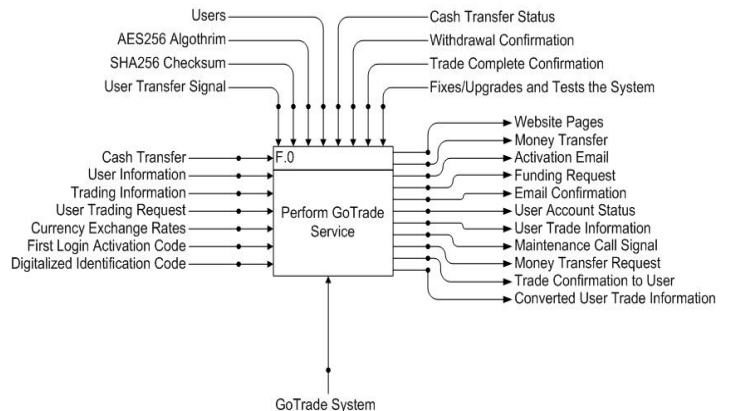 Users
Cash Transfer Status
AES256 Algothrim
Withdrawal Confirmation
SHA256 Checksum
Trade Complete Confirmation
User Transfer Signal
Fixes/Upgrades and Tests the System
Cash Transfer
User Information
Trading Information
User Trading Request
Currency Exchange Rates
First Login Activation Code
Digitalized Identification Code
F.0
Perform GoTrade
Service
Website Pages
Money Transfer
Activation Email
Funding Request
Email Confirmation
User Account Status
User Trade Information
Maintenance Call Signal
Money Transfer Request
Trade Confirmation to User
Converted User Trade Information
GoTrade System